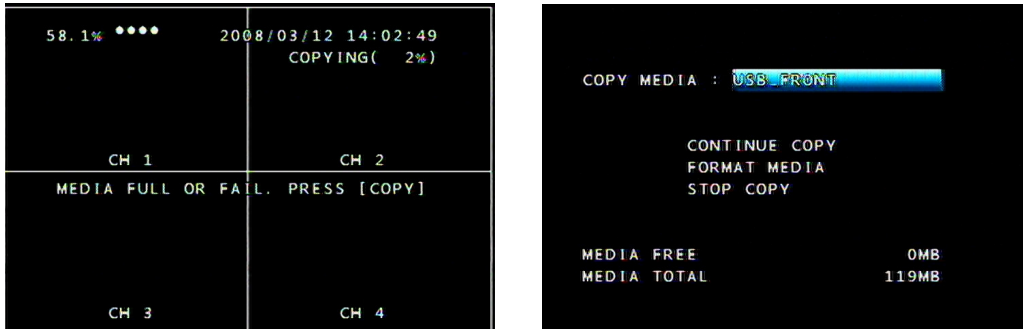 58.1% ●●●● 2008/03/12 14:02:49
COPYING( 2%)
CH 1 CH 2
MEDIA FULL OR FAIL. PRESS [COPY]
CH 3 CH 4
COPY MEDIA : USB_FRONT
CONTINUE COPY
FORMAT MEDIA
STOP COPY
MEDIA FREE 0MB
MEDIA TOTAL 119MB